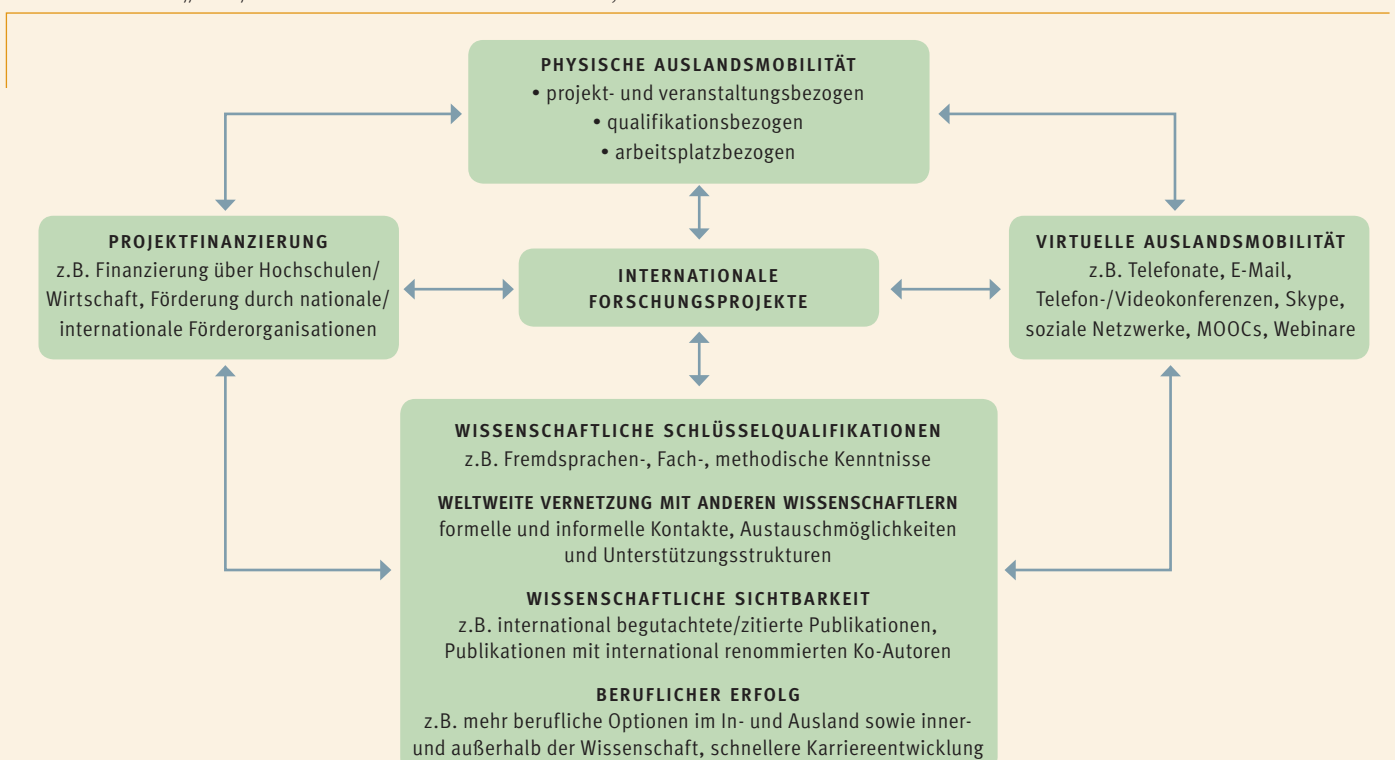 PHYSISCHE AUSLANDSMOBILITÄT
• projekt- und veranstaltungsbezogen
• qualifikationsbezogen
• arbeitsplatzbezogen
PROJEKTFINANZIERUNG
z.B. Finanzierung über Hochschulen/
Wirtschaft, Förderung durch nationale/
internationale Förderorganisationen
INTERNATIONALE
FORSCHUNGSPROJEKTE
VIRTUELLE AUSLANDSMOBILITÄT
z.B. Telefonate, E-Mail,
Telefon-/Videokonferenzen, Skype,
soziale Netzwerke, MOOCs, Webinare
WISSENSCHAFTLICHE SCHLÜSSELQUALIFIKATIONEN
z.B. Fremdsprachen-, Fach-, methodische Kenntnisse
WELTWEITE VERNETZUNG MIT ANDEREN WISSENSCHAFTLERN
formelle und informelle Kontakte, Austauschmöglichkeiten
und Unterstützungsstrukturen
WISSENSCHAFTLICHE SICHTBARKEIT
z.B. international begutachtete/zitierte Publikationen,
Publikationen mit international renommierten Ko-Autoren
BERUFLICHER ERFOLG
z.B. mehr berufliche Optionen im In- und Ausland sowie inner-
und außerhalb der Wissenschaft, schnellere Karriereentwicklung